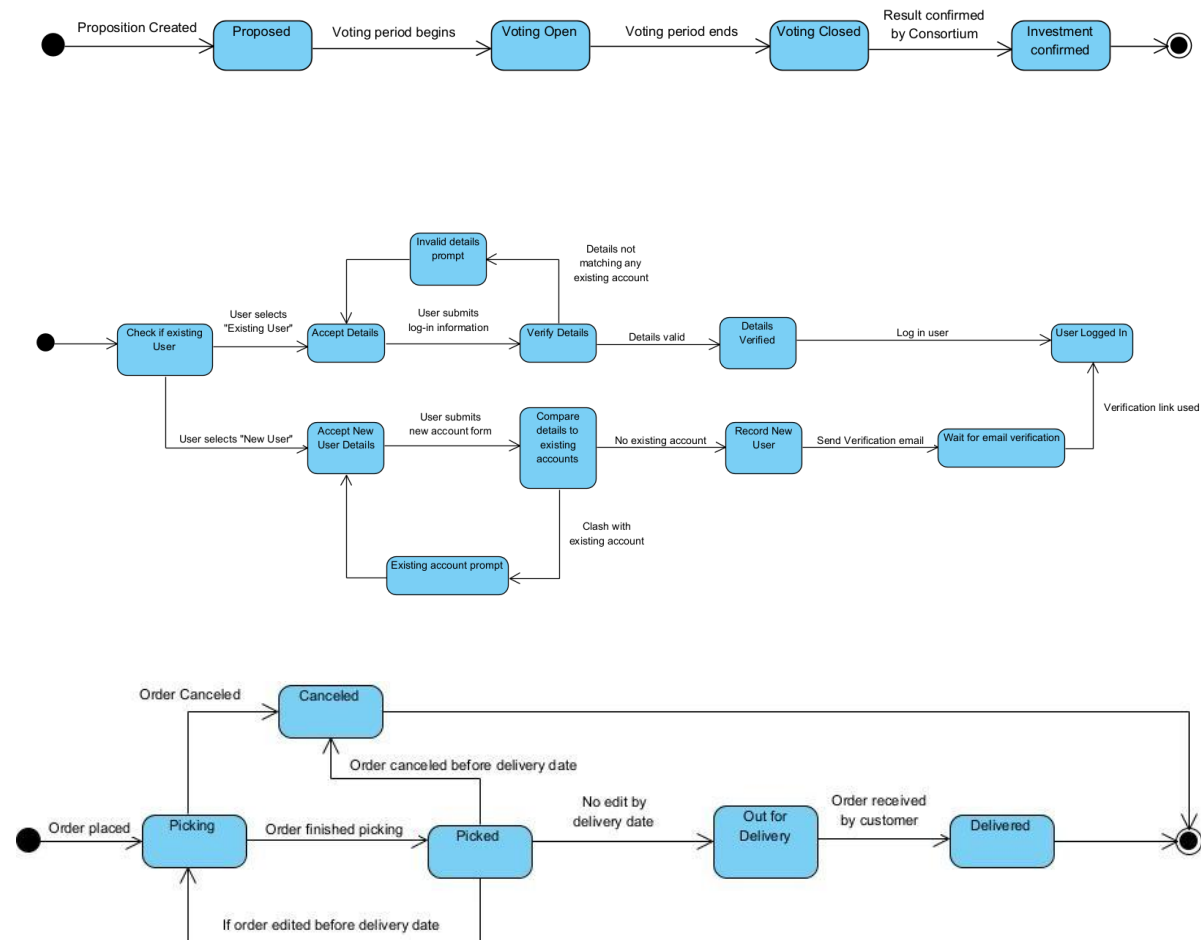 Proposition Created
Proposed
Voting period begins
Voting Open
Voting period ends
Voting Closed
Result confirmed
by Consortium
Investment
confirmed
Invalid details
prompt
Details not
matching any
existing account
Check if existing
User
User selects
"Existing User"
Accept Details
User submits
log-in information
Verify Details
Details valid
Details
Verified
Log in user
User Logged In
User selects "New User"
Accept New
User Details
User submits
new account form
Compare
details to
existing
accounts
No existing account
Record New
User
Send Verification email
Wait for email verification
Verification link used
Clash with
existing account
Existing account prompt
Order Canceled
Canceled
Order canceled before delivery date
Order placed
Picking
Order finished picking
Picked
No edit by
delivery date
Out for
Delivery
Order received
by customer
Delivered
If order edited before delivery date